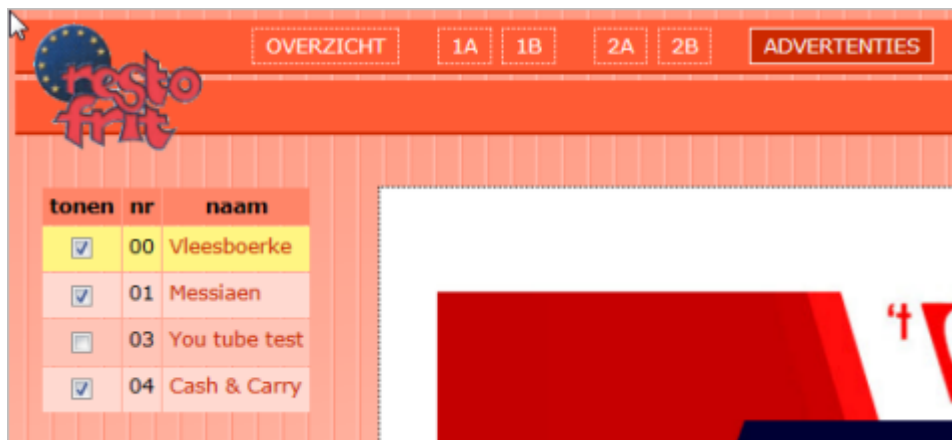 resto
frit
OVERZICHT 1A 1B 2A 2B ADVERTENTIES
tonen nr naam
00 Vleesboerke
01 Messiaen
03 You tube test
04 Cash & Carry
't